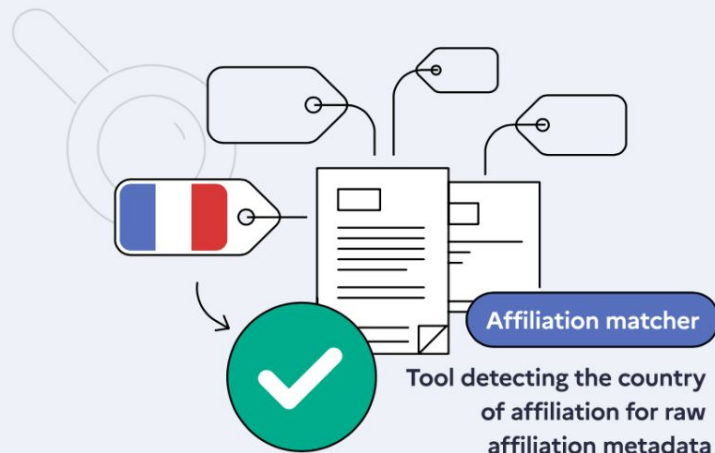 Affiliation matcher
Tool detecting the country
of affiliation for raw
affiliation metadata